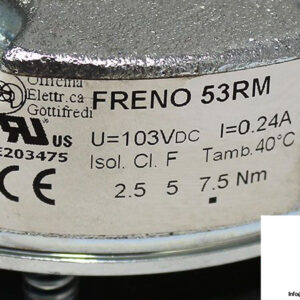 Officina
Elettr.ca
Gottifredi
FRENO 53RM
US
E203475
U=103VDC I=0.24A
Isol. Cl. F Tamb. 40°C
CE
2.5 5 7.5 Nm